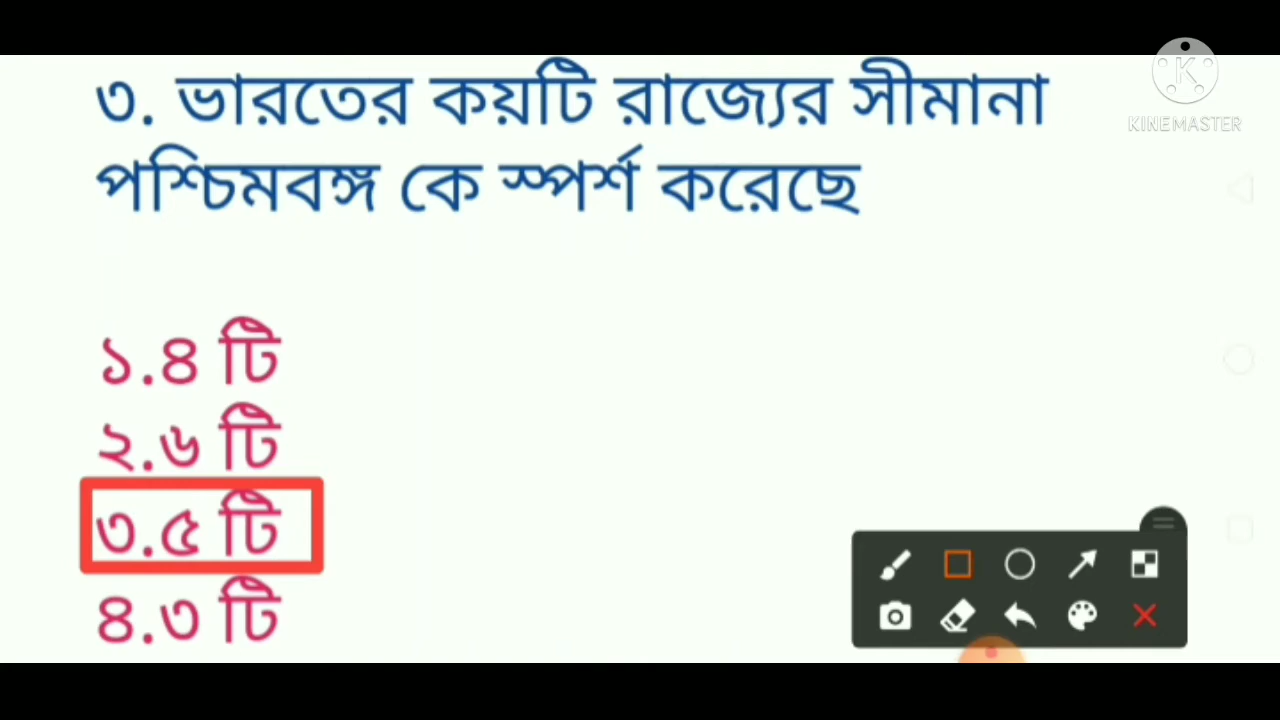 ৩. ভারতের কয়টি রাজ্যের সীমানা
পশ্চিমবঙ্গ কে স্পর্শ করেছে
১.৪ টি
২.৬ টি
৩.৫ টি
৪.৩ টি
K
KINEMASTER